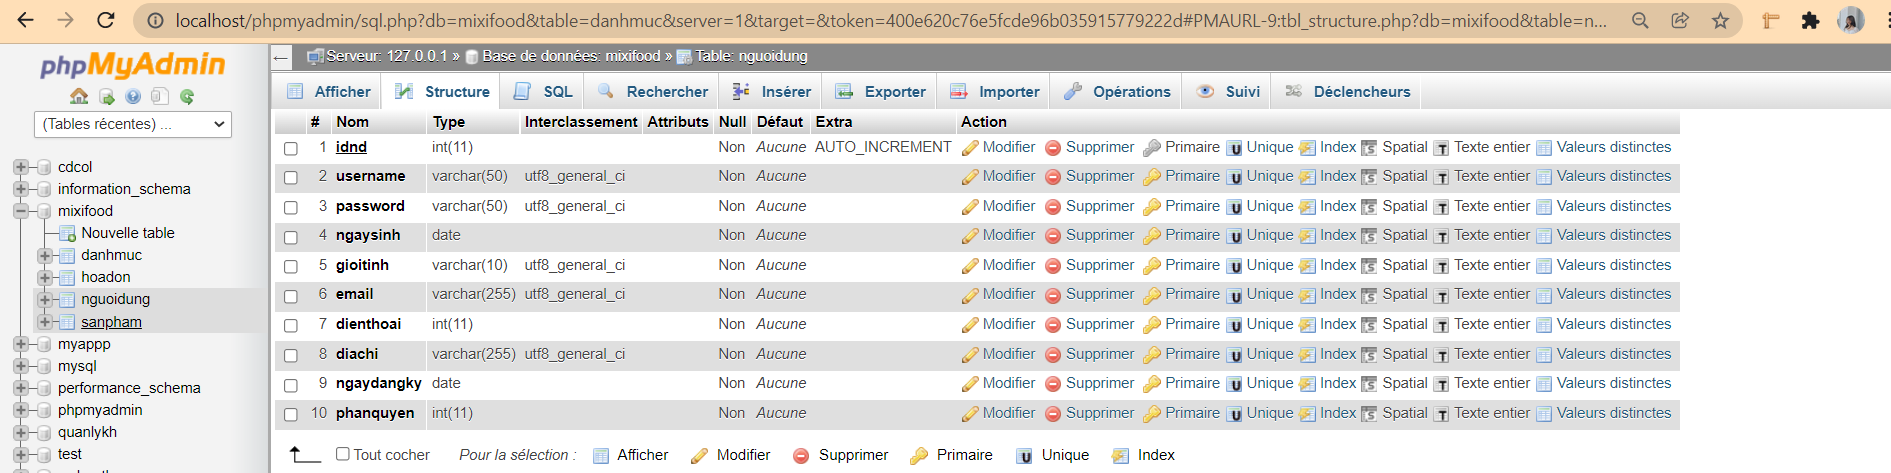 localhost/phpmyadmin/sql.php?db=mixifood&table=danhmuc&server=1&target=&token=400e620c76e5fcde96b035915779222d#PMAURL-9:tbl_structure.php?db=mixifood&table=n...
phpMyAdmin
(Tables récentes) ...
cdcol
information_schema
mixifood
Nouvelle table
danhmuc
hoadon
nguoidung
sanpham
myappp
mysql
performance_schema
phpmyadmin
quanlykh
test
Serveur: 127.0.0.1 » Base de données: mixifood » Table: nguoidung
Afficher Structure SQL Rechercher Insérer Exporter Importer Opérations Suivi Déclencheurs
# Nom Type Interclassement Attributs Null Défaut Extra Action
1 idnd int(11) Non Aucune AUTO_INCREMENT Modifier Supprimer Primaire Unique Index Spatial Texte entier Valeurs distinctes
2 username varchar(50) utf8_general_ci Non Aucune Modifier Supprimer Primaire Unique Index Spatial Texte entier Valeurs distinctes
3 password varchar(50) utf8_general_ci Non Aucune Modifier Supprimer Primaire Unique Index Spatial Texte entier Valeurs distinctes
4 ngaysinh date Non Aucune Modifier Supprimer Primaire Unique Index Spatial Texte entier Valeurs distinctes
5 gioitinh varchar(10) utf8_general_ci Non Aucune Modifier Supprimer Primaire Unique Index Spatial Texte entier Valeurs distinctes
6 email varchar(255) utf8_general_ci Non Aucune Modifier Supprimer Primaire Unique Index Spatial Texte entier Valeurs distinctes
7 dienthoai int(11) Non Aucune Modifier Supprimer Primaire Unique Index Spatial Texte entier Valeurs distinctes
8 diachi varchar(255) utf8_general_ci Non Aucune Modifier Supprimer Primaire Unique Index Spatial Texte entier Valeurs distinctes
9 ngaydangky date Non Aucune Modifier Supprimer Primaire Unique Index Spatial Texte entier Valeurs distinctes
10 phanquyen int(11) Non Aucune Modifier Supprimer Primaire Unique Index Spatial Texte entier Valeurs distinctes
Tout cocher Pour la sélection : Afficher Modifier Supprimer Primaire Unique Index